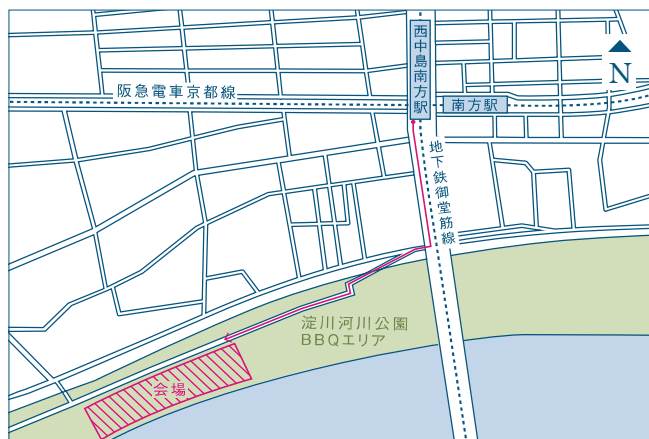 西中島南方駅
N
阪急電車京都線
南方駅
地下鉄御堂筋線
淀川河川公園
BBQエリア
会場